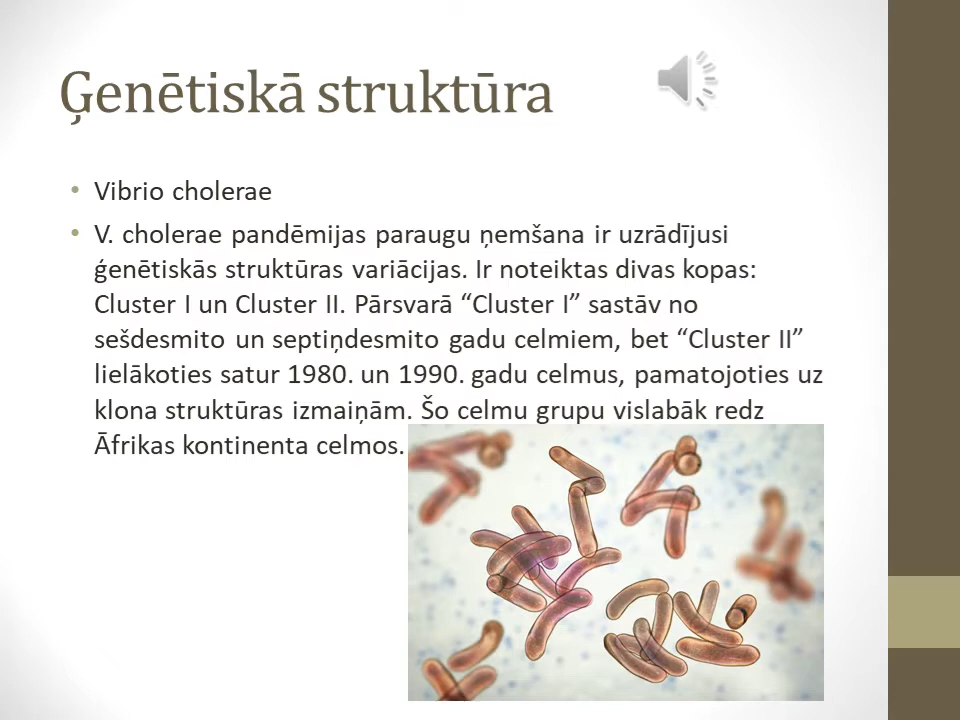 Ģenētiskā struktūra
• Vibrio cholerae
• V. cholerae pandēmijas paraugu ņemšana ir uzrādījusi
ģenētiskās struktūras variācijas. Ir noteiktas divas kopas:
Cluster I un Cluster II. Pārsvarā “Cluster I” sastāv no
sešdesmito un septiņdesmito gadu celmiem, bet “Cluster II”
lielākoties satur 1980. un 1990. gadu celmus, pamatojoties uz
klona struktūras izmaiņām. Šo celmu grupu vislabāk redz
Āfrikas kontinenta celmos.